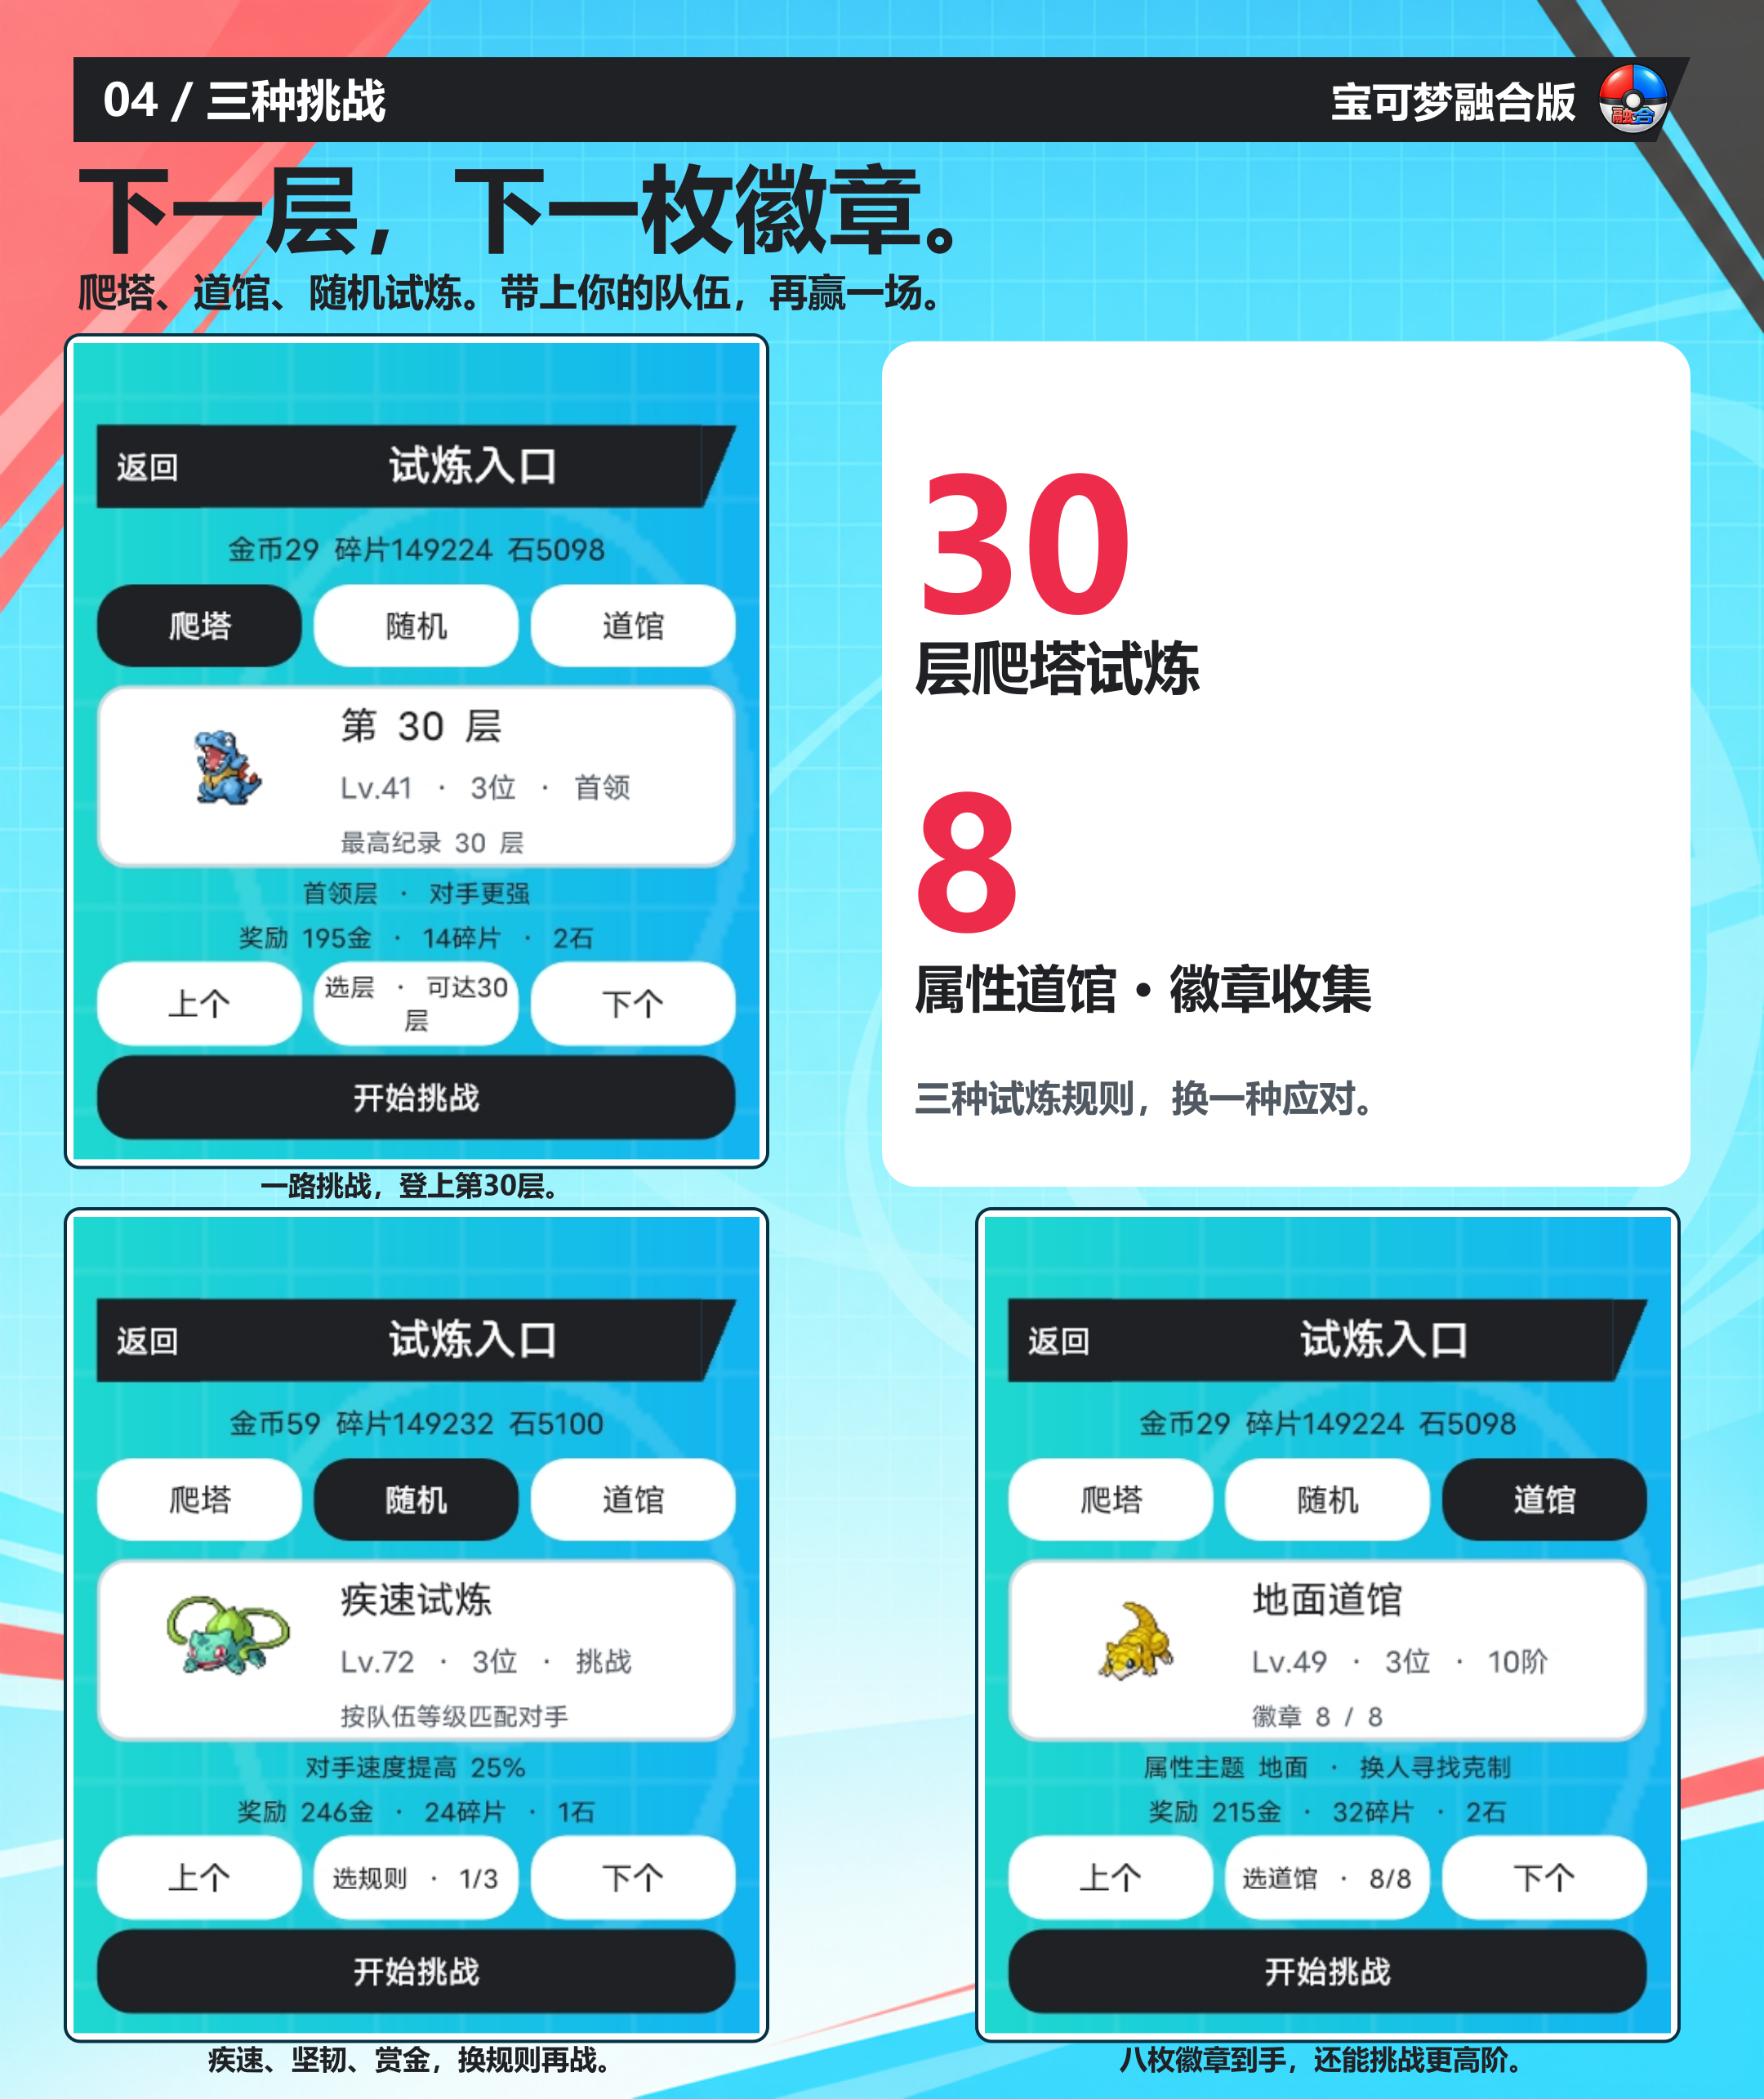 04 / 三种挑战
宝可梦融合版
融合
下一层，下一枚徽章。
爬塔、道馆、随机试炼。带上你的队伍，再赢一场。
返回
试炼入口
金币29 碎片149224 石5098
爬塔
随机
道馆
第 30 层
Lv.41 · 3位 · 首领
最高纪录 30 层
首领层 · 对手更强
奖励 195金 · 14碎片 · 2石
上个
选层 · 可达30
层
下个
开始挑战
一路挑战，登上第30层。
30
层爬塔试炼
8
属性道馆・徽章收集
三种试炼规则，换一种应对。
返回
试炼入口
金币59 碎片149232 石5100
爬塔
随机
道馆
疾速试炼
Lv.72 · 3位 · 挑战
按队伍等级匹配对手
对手速度提高 25%
奖励 246金 · 24碎片 · 1石
上个
选规则 · 1/3
下个
开始挑战
疾速、坚韧、赏金，换规则再战。
返回
试炼入口
金币29 碎片149224 石5098
爬塔
随机
道馆
地面道馆
Lv.49 · 3位 · 10阶
徽章 8 / 8
属性主题 地面 · 换人寻找克制
奖励 215金 · 32碎片 · 2石
上个
选道馆 · 8/8
下个
开始挑战
八枚徽章到手，还能挑战更高阶。